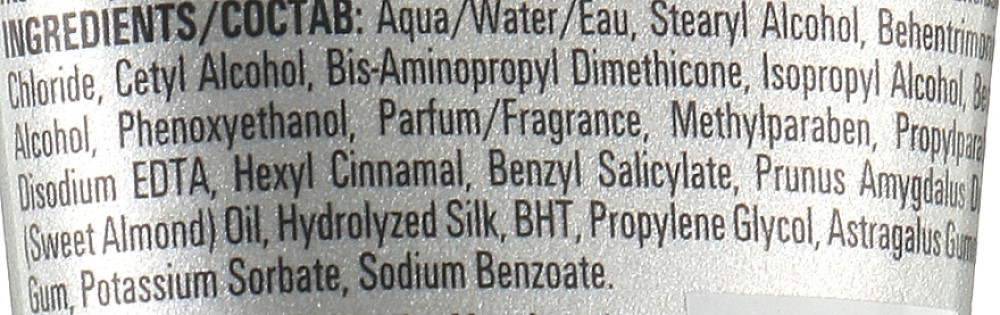 INGREDIENTS/СОСТАВ: Aqua/Water/Eau, Stearyl Alcohol,
Chloride, Cetyl Alcohol, Bis-Aminopropyl Dimethicone, Isopropyl Alcohol,
Alcohol, Phenoxyethanol, Parfum/Fragrance, Methylparaben,
Disodium EDTA, Hexyl Cinnamal, Benzyl Salicylate, Prunus Amygdalus
(Sweet Almond) Oil, Hydrolyzed Silk, BHT, Propylene Glycol, Astragalus
Gum, Potassium Sorbate, Sodium Benzoate.